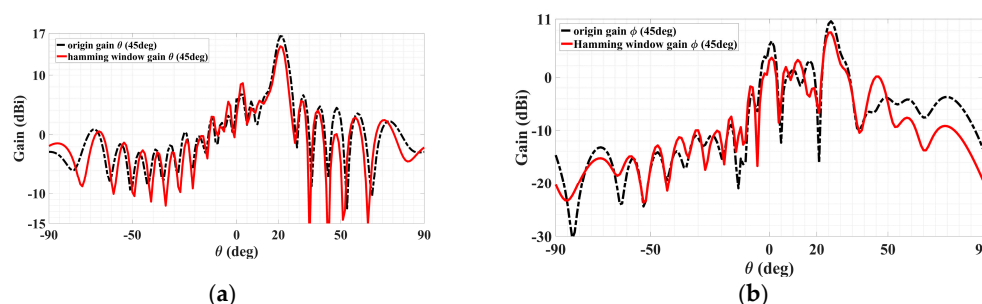 17
10
0
-10
-15
Gain (dBi)
origin gain θ (45deg)
hamming window gain θ (45deg)
-90
-50
0
20
50
90
θ (deg)
(a)
11
0
-10
-20
-30
Gain (dBi)
origin gain ϕ (45deg)
Hamming window gain ϕ (45deg)
-90
-50
0
20
50
90
θ (deg)
(b)